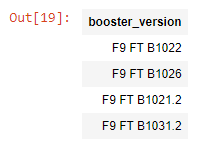 Out[19]:
booster_version
F9 FT B1022
F9 FT B1026
F9 FT B1021.2
F9 FT B1031.2